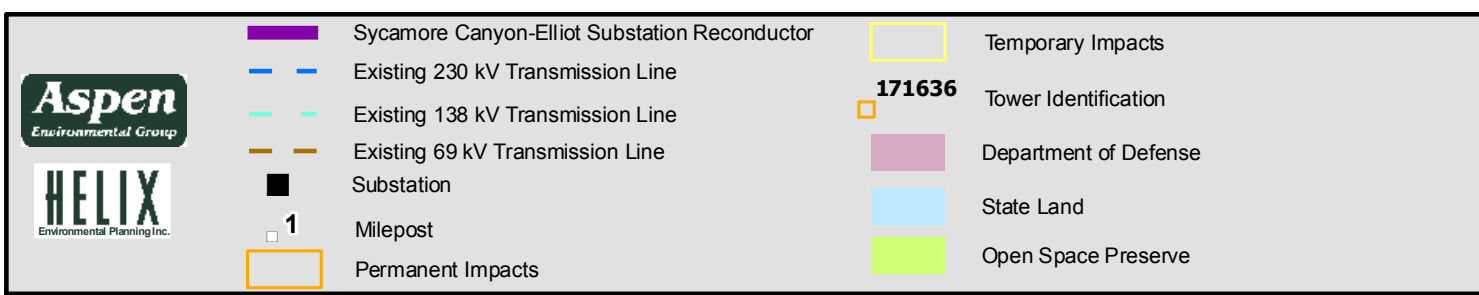 Aspen
Environmental Group
HELIX
Environmental Planning Inc.
Sycamore Canyon-Elliot Substation Reconductor
Existing 230 kV Transmission Line
Existing 138 kV Transmission Line
Existing 69 kV Transmission Line
Substation
1
Milepost
Permanent Impacts
Temporary Impacts
171636
Tower Identification
Department of Defense
State Land
Open Space Preserve